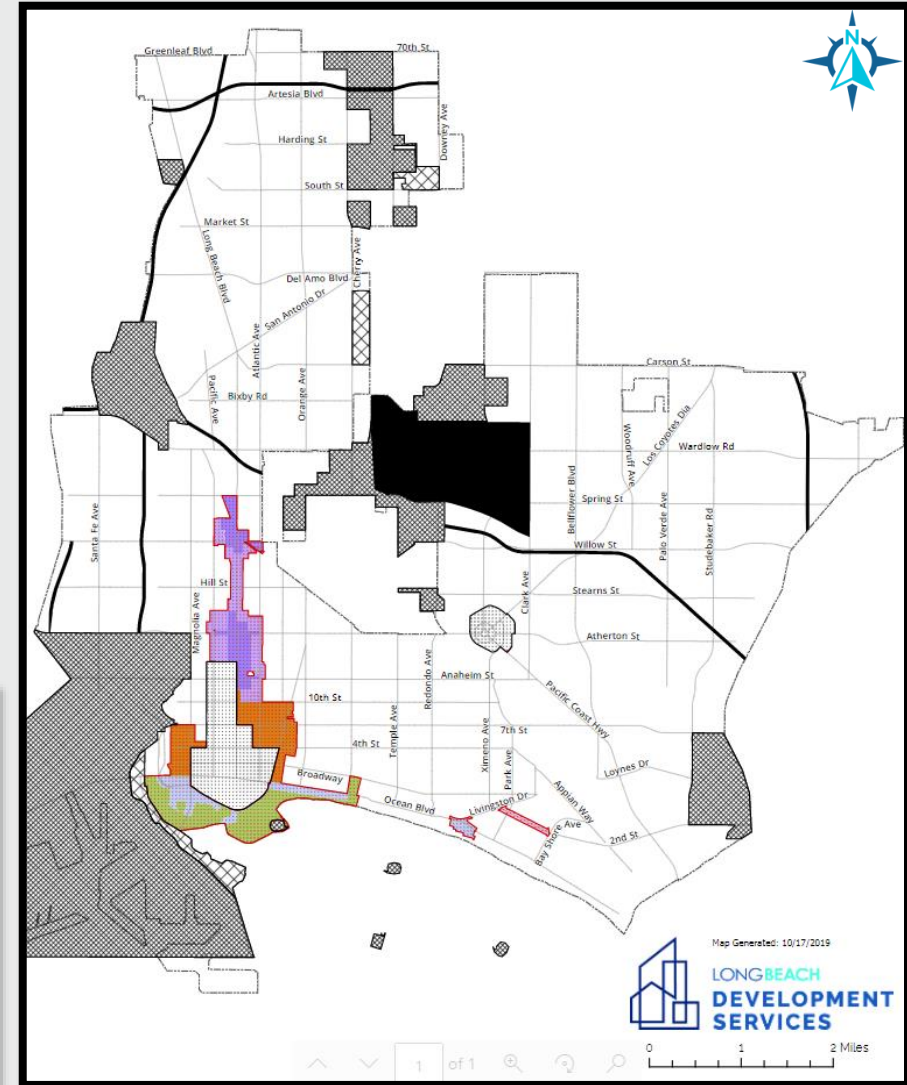 N
Greenleaf Blvd
70th St
Artesia Blvd
Downey Ave
Harding St
South St
Market St
Long Beach Blvd
Cherry Ave
Del Amo Blvd
San Antonio Dr
Atlantic Ave
Carson St
Pacific Ave
Bixby Rd
Orange Ave
Los Coyotes Dia
Woodruff Ave
Wardlow Rd
Santa Fe Ave
Bellflower Blvd
Spring St
Palo Verde Ave
Studebaker Rd
Willow St
Hill St
Clark Ave
Stearns St
Magnolia Ave
Atherton St
Redondo Ave
Anaheim St
Pacific Coast Hwy
10th St
Temple Ave
Ximeno Ave
7th St
4th St
Park Ave
Loynes Dr
Broadway
Appian Way
Ocean Blvd
Livingston Dr
Bay Shore Ave
2nd St
Map Generated: 10/17/2019
LONGBEACH
DEVELOPMENT
SERVICES
0 1 2 Miles
1 of 1